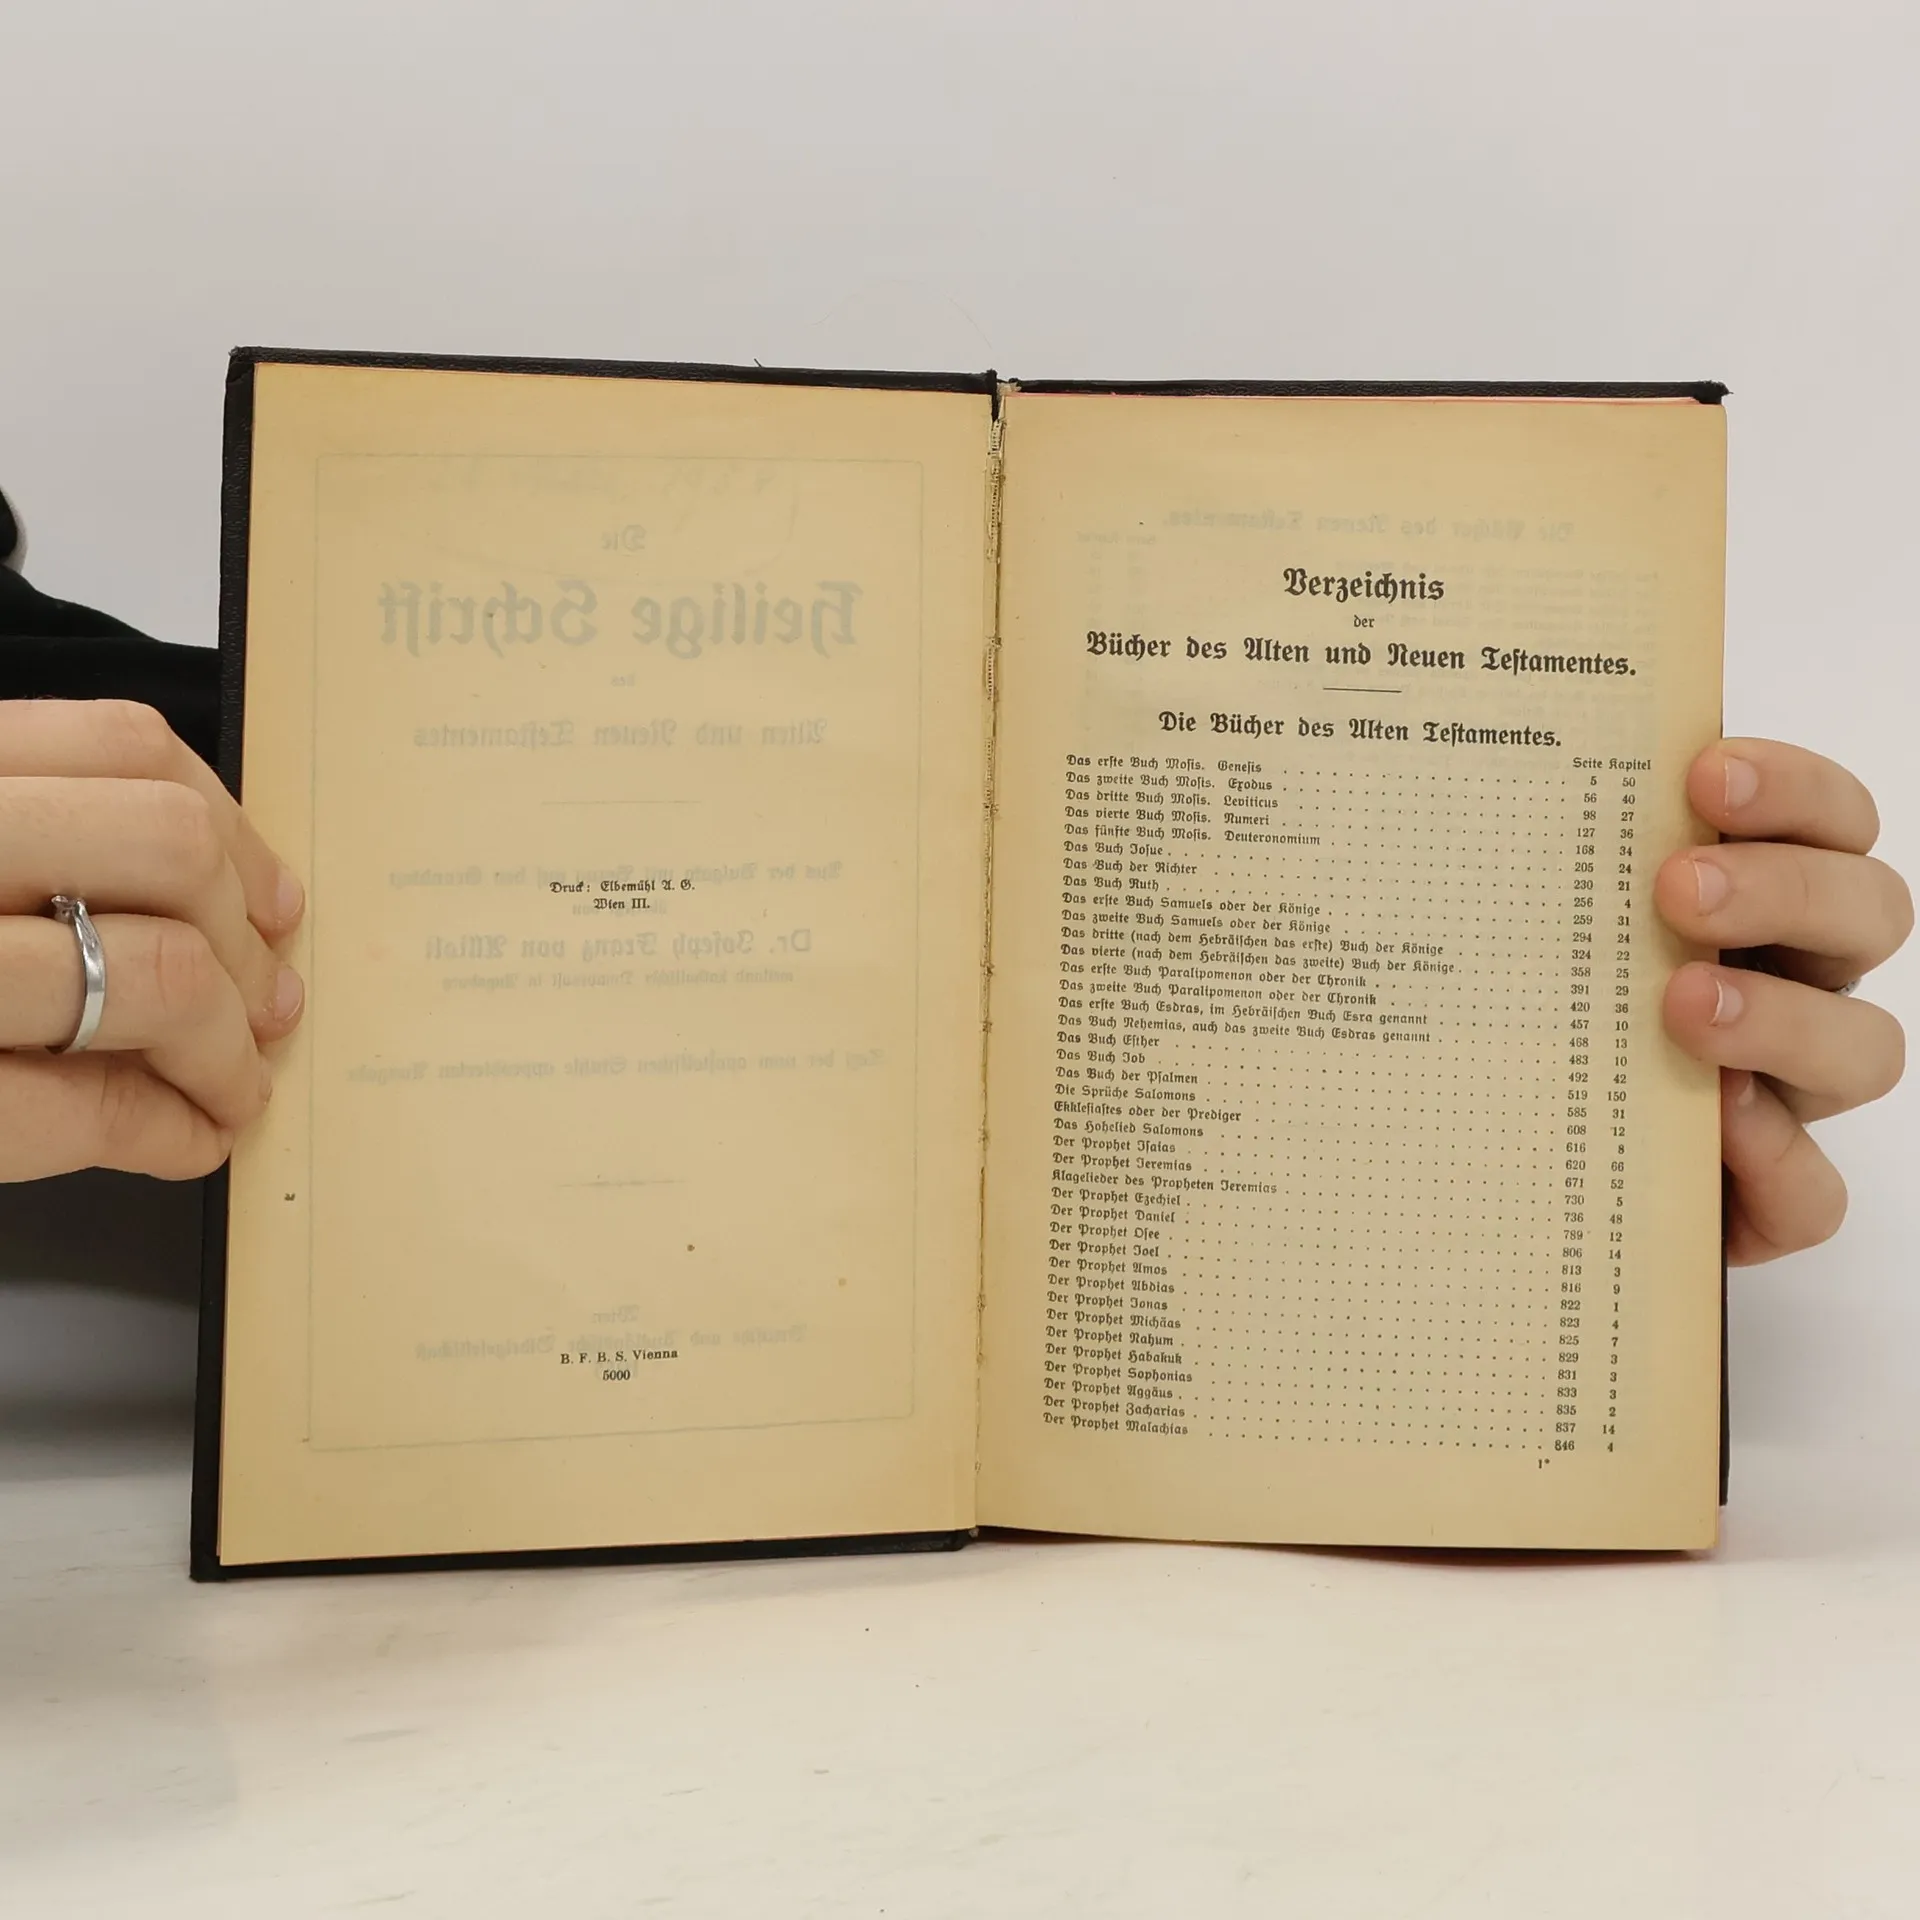 Druck: Elbemühl A. G.
Wien III.
B. F. B. S. Vienna
5000
Verzeichnis
der
Bücher des Alten und Neuen Testamentes.
Die Bücher des Alten Testamentes.
Seite Kapitel
Das erste Buch Mosis. Genesis . . . 5 50
Das zweite Buch Mosis. Exodus . . . 56 40
Das dritte Buch Mosis. Leviticus . . . 98 27
Das vierte Buch Mosis. Numeri . . . 127 36
Das fünfte Buch Mosis. Deuteronomium . . . 168 34
Das Buch Josue . . . 205 24
Das Buch der Richter . . . 230 21
Das Buch Ruth . . . 256 4
Das erste Buch Samuels oder der Könige . . . 259 31
Das zweite Buch Samuels oder der Könige . . . 294 24
Das dritte (nach dem Hebräischen das erste) Buch der Könige . . . 324 22
Das vierte (nach dem Hebräischen das zweite) Buch der Könige . . . 358 25
Das erste Buch Paralipomenon oder der Chronik . . . 391 29
Das zweite Buch Paralipomenon oder der Chronik . . . 420 36
Das erste Buch Esdras, im Hebräischen Buch Esra genannt . . . 457 10
Das Buch Nehemias, auch das zweite Buch Esdras genannt . . . 468 13
Das Buch Esther . . . 483 10
Das Buch Job . . . 492 42
Das Buch der Psalmen . . . 519 150
Die Sprüche Salomons . . . 585 31
Ekklesiastes oder der Prediger . . . 608 12
Das Hohelied Salomons . . . 616 8
Der Prophet Isaias . . . 620 66
Der Prophet Jeremias . . . 671 52
Klagelieder des Propheten Jeremias . . . 730 5
Der Prophet Ezechiel . . . 736 48
Der Prophet Daniel . . . 789 12
Der Prophet Osee . . . 806 14
Der Prophet Joel . . . 813 3
Der Prophet Amos . . . 816 9
Der Prophet Abdias . . . 822 1
Der Prophet Jonas . . . 823 4
Der Prophet Michäas . . . 825 7
Der Prophet Nahum . . . 829 3
Der Prophet Habakuk . . . 831 3
Der Prophet Sophonias . . . 833 3
Der Prophet Aggäus . . . 835 2
Der Prophet Zacharias . . . 837 14
Der Prophet Malachias . . . 846 4
1*